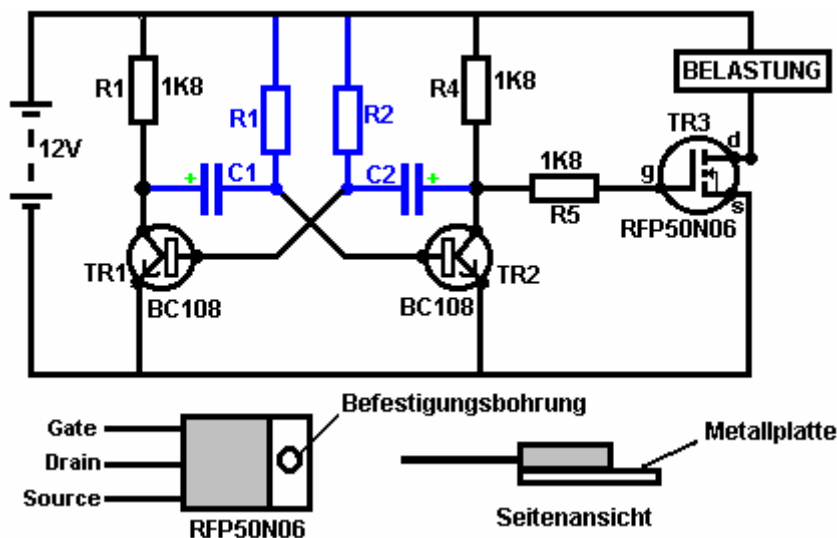 R1
1K8
R1
R2
R4
1K8
BELASTUNG
TR3
d
12V
+
C1
C2
+
1K8
g
R5
s
RFP50N06
TR1
BC108
BC108
TR2
Befestigungsbohrung
Gate
Drain
Source
RFP50N06
Metallplatte
Seitenansicht